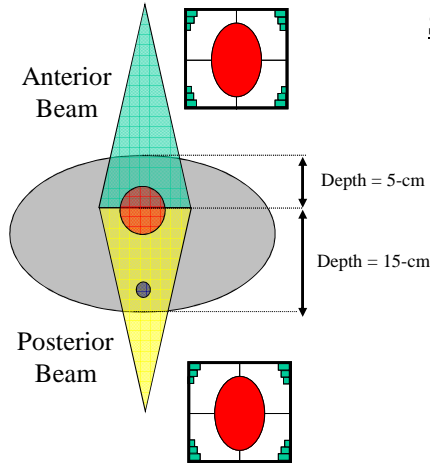 Anterior
Beam
Depth = 5-cm
Depth = 15-cm
Posterior
Beam